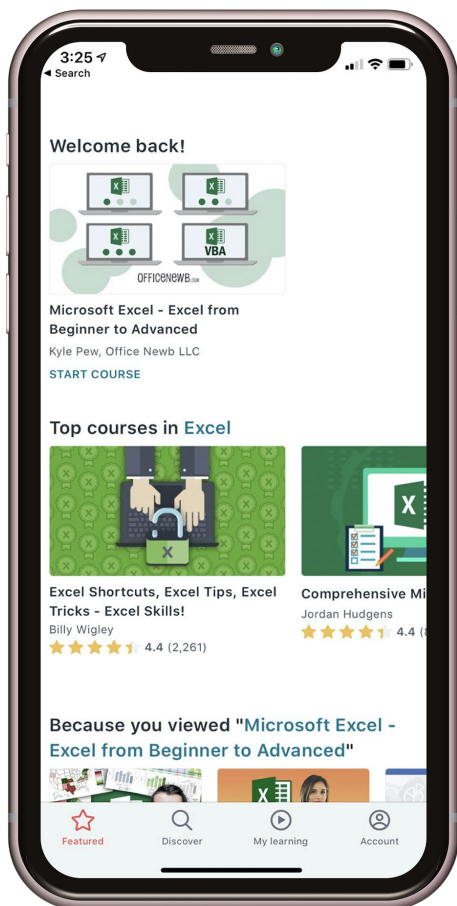 3:25
Search
Welcome back!
X
X
X
X
VBA
OFFICENEWB.COM
Microsoft Excel - Excel from
Beginner to Advanced
Kyle Pew, Office Newb LLC
START COURSE
Top courses in Excel
X
X
Excel Shortcuts, Excel Tips, Excel
Tricks - Excel Skills!
Billy Wigley
4.4 (2,261)
Comprehensive Mi
Jordan Hudgens
4.4 (
Because you viewed "Microsoft Excel -
Excel from Beginner to Advanced"
X
Featured
Discover
My learning
Account